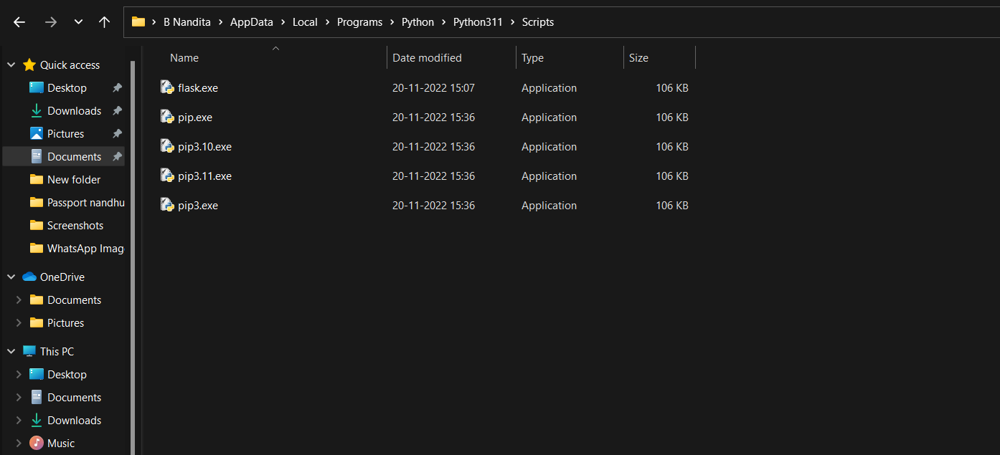 B Nandita > AppData > Local > Programs > Python > Python311 > Scripts
Quick access
Desktop
Downloads
Pictures
Documents
New folder
Passport nandhu
Screenshots
WhatsApp Imag
OneDrive
Documents
Pictures
This PC
Desktop
Documents
Downloads
Music
Name Date modified Type Size
flask.exe 20-11-2022 15:07 Application 106 KB
pip.exe 20-11-2022 15:36 Application 106 KB
pip3.10.exe 20-11-2022 15:36 Application 106 KB
pip3.11.exe 20-11-2022 15:36 Application 106 KB
pip3.exe 20-11-2022 15:36 Application 106 KB